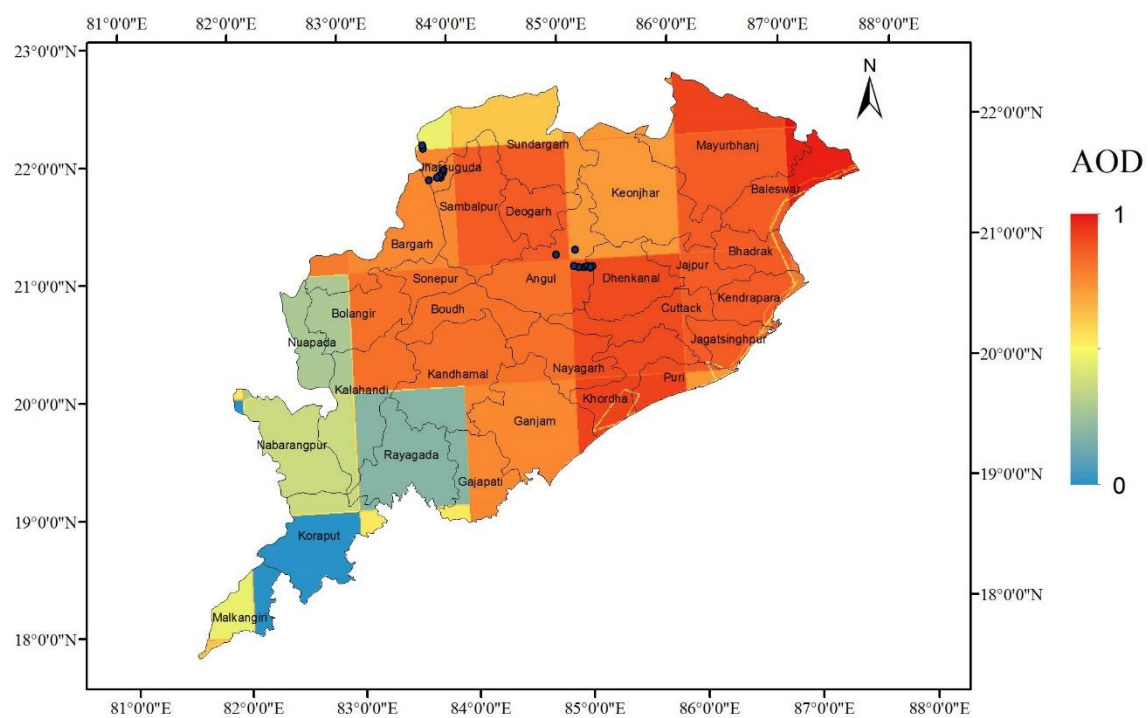 81°0'0"E 82°0'0"E 83°0'0"E 84°0'0"E 85°0'0"E 86°0'0"E 87°0'0"E 88°0'0"E
23°0'0"N
N
22°0'0"N
Sundargarh
Mayurbhanj
AOD
22°0'0"N
Jharsuguda
Keonjhar
Baleswar
Sambalpur
Deogarh
1
Bargarh
Bhadrak
21°0'0"N
Jajpur
21°0'0"N
Sonepur
Angul
Dhenkanal
Kendrapara
Bolangir
Boudh
Cuttack
Nuapada
Jagatsinghpur
20°0'0"N
Nayagarh
Kandhamal
Puri
Kalahandi
20°0'0"N
Khordha
Ganjam
Nabarangpur
Rayagada
Gajapati
0
19°0'0"N
19°0'0"N
Koraput
18°0'0"N
Malkangiri
18°0'0"N
81°0'0"E 82°0'0"E 83°0'0"E 84°0'0"E 85°0'0"E 86°0'0"E 87°0'0"E 88°0'0"E